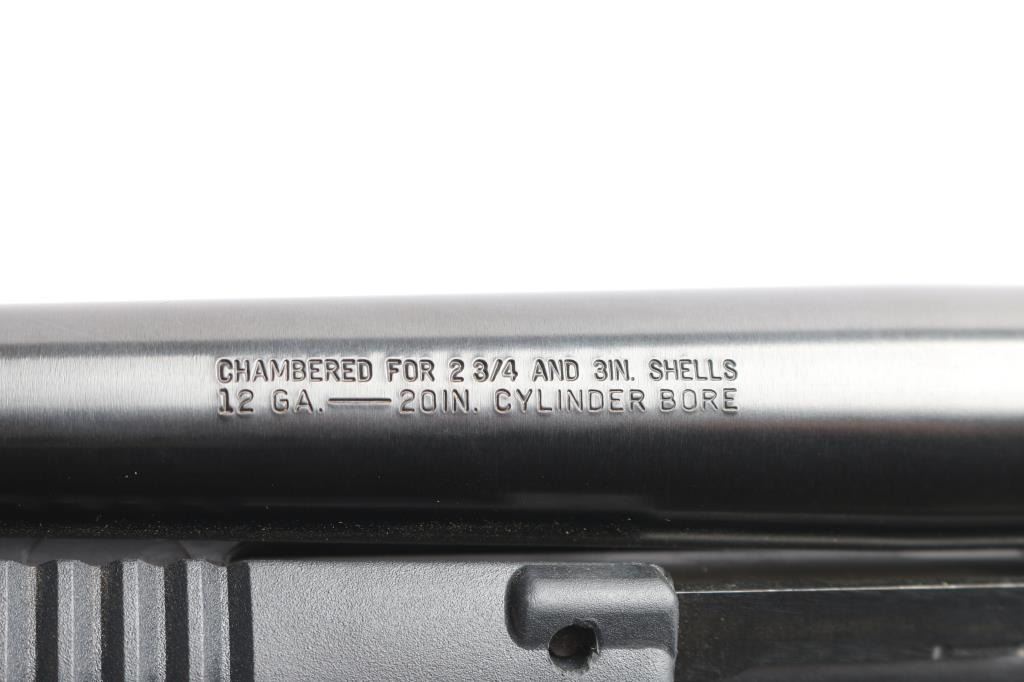 CHAMBERED FOR 2 3/4 AND 3IN. SHELLS
12 GA.—20IN. CYLINDER BORE